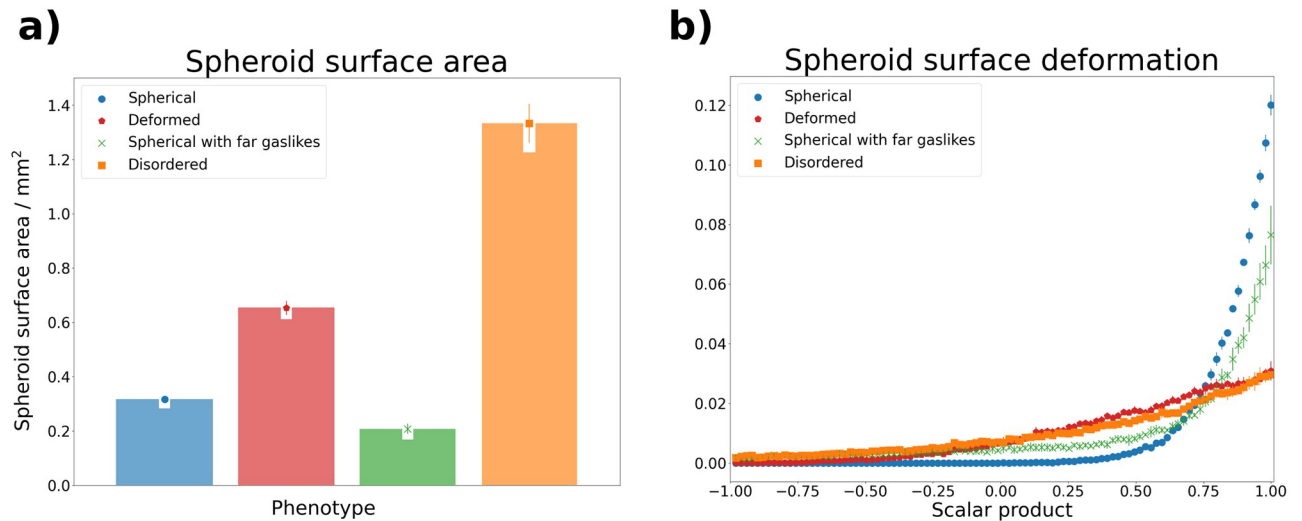 a)
Spheroid surface area
Spherical
Deformed
Spherical with far gaslikes
Disordered
1.4
1.2
1.0
0.8
0.6
0.4
0.2
0.0
Spheroid surface area / mm²
Phenotype
b)
Spheroid surface deformation
Spherical
Deformed
Spherical with far gaslikes
Disordered
0.12
0.10
0.08
0.06
0.04
0.02
0.00
−1.00 −0.75 −0.50 −0.25 0.00 0.25 0.50 0.75 1.00
Scalar product